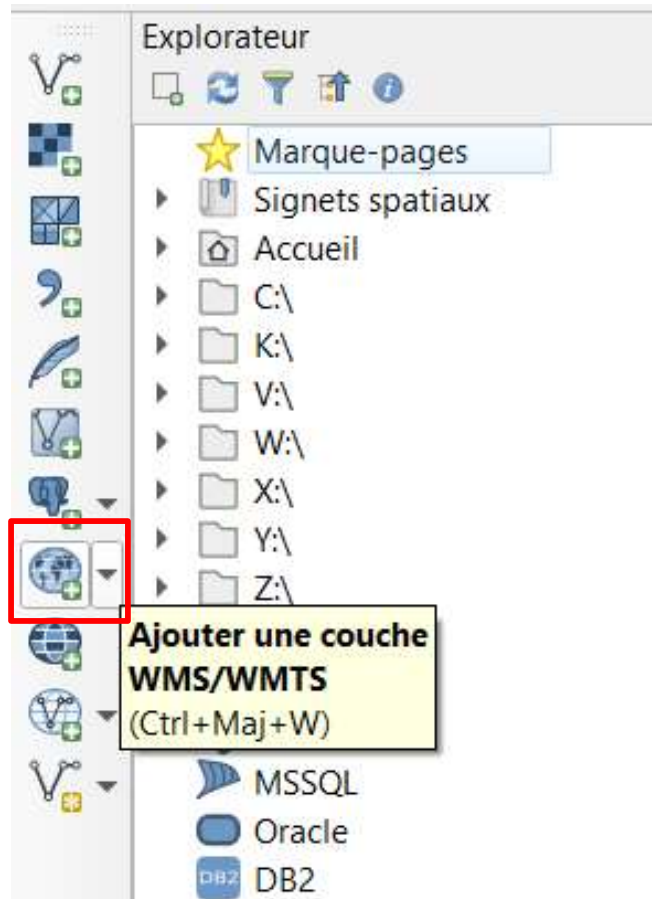 Explorateur
Marque-pages
Signets spatiaux
Accueil
C:\
K:\
V:\
W:\
X:\
Y:\
Z:\
Ajouter une couche
WMS/WMTS
(Ctrl+Maj+W)
MSSQL
Oracle
DB2 DB2